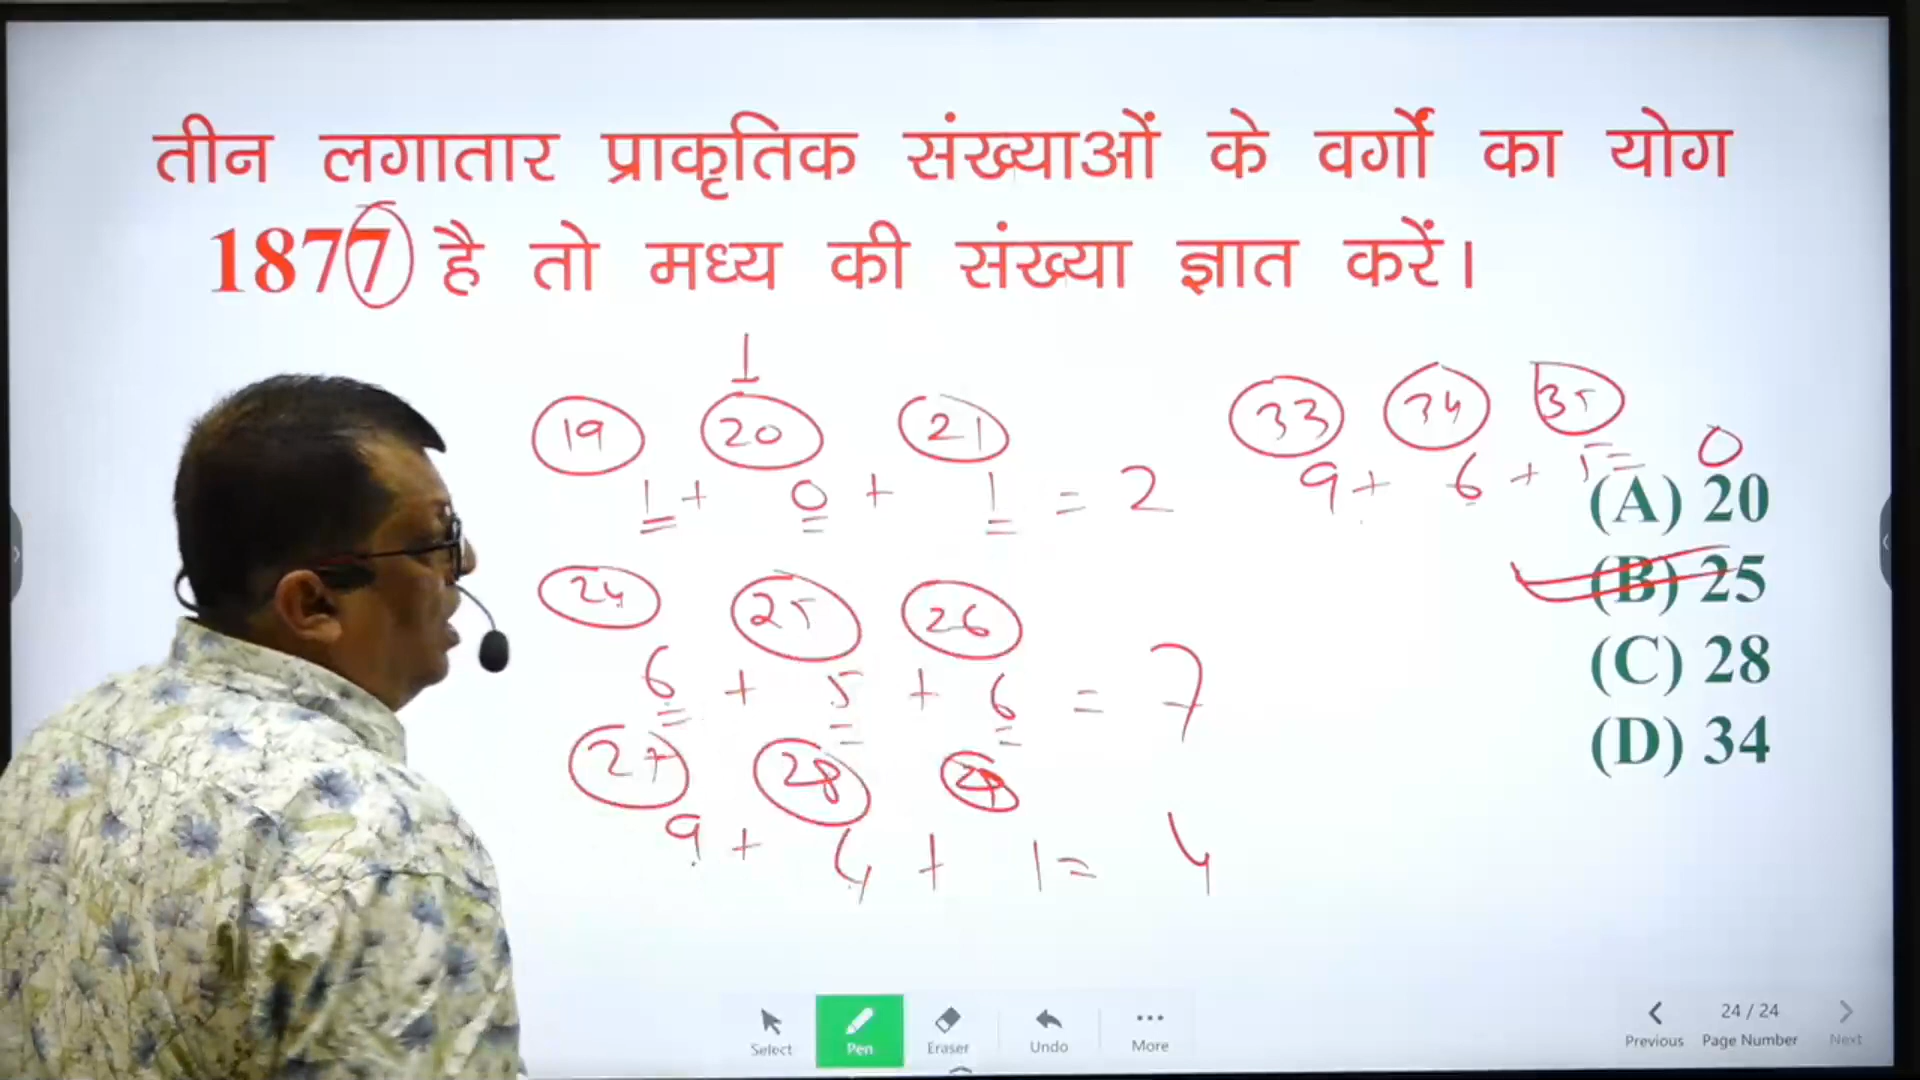 तीन लगातार प्राकृतिक संख्याओं के वर्गों का योग
1877 है तो मध्य की संख्या ज्ञात करें।
1
19 20 21
1 + 0 + 1 = 2
33 34 35
9 + 6 + 5 = 0
24 25 26
6 + 5 + 6 = 7
27 28 29
9 + 4 + 1 = 4
(A) 20
(B) 25
(C) 28
(D) 34
Select Pen Eraser Undo More
24 / 24
Previous Page Number Next